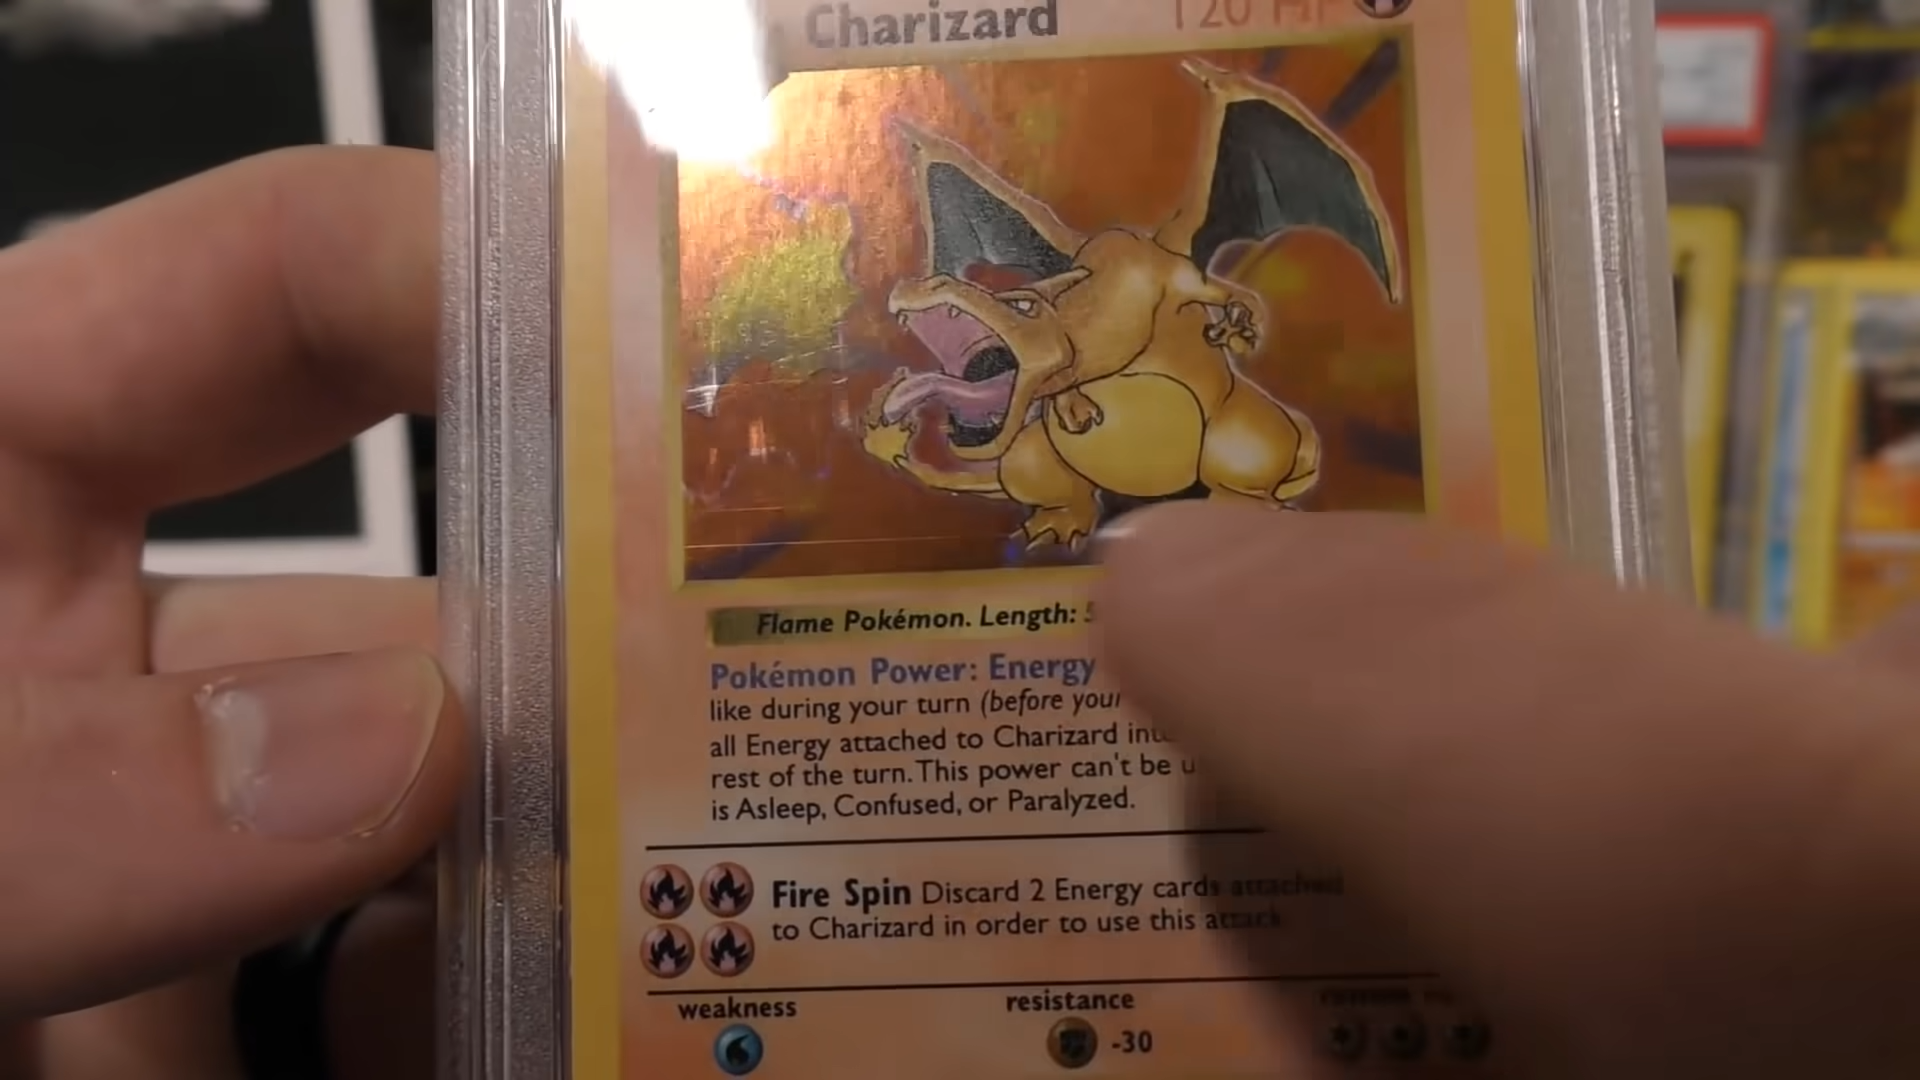 Charizard 120 HP
Flame Pokémon. Length:
Pokémon Power: Energy
like during your turn (before your
all Energy attached to Charizard
rest of the turn. This power can't be
is Asleep, Confused, or Paralyzed.
Fire Spin Discard 2 Energy cards attached
to Charizard in order to use this attack
weakness resistance
-30